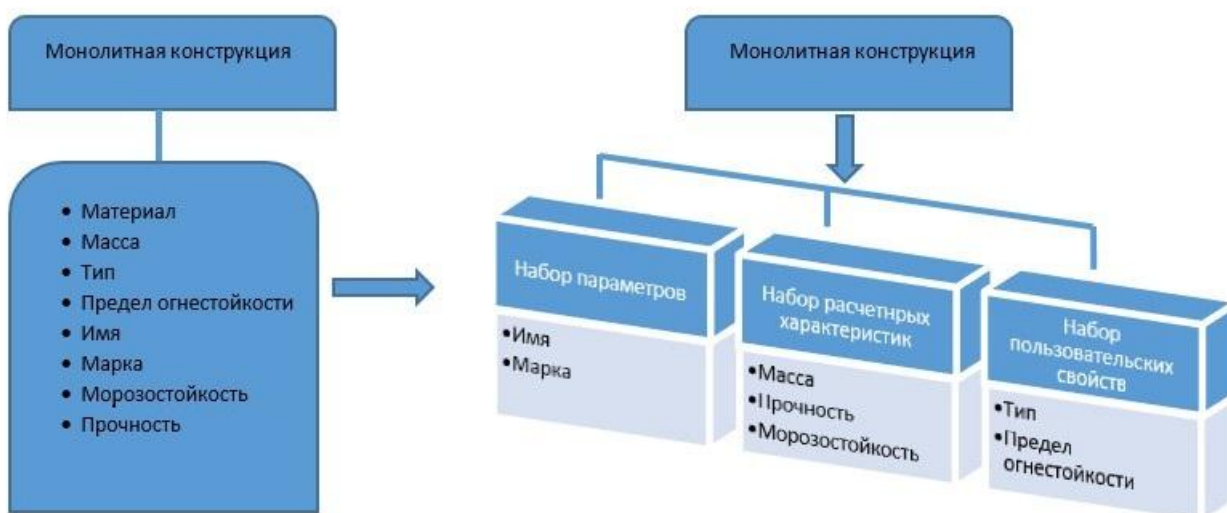 Монолитная конструкция
• Материал
• Масса
• Тип
• Предел огнестойкости
• Имя
• Марка
• Морозостойкость
• Прочность
Монолитная конструкция
Набор параметров
•Имя
•Марка
Набор расчетнрых
характеристик
•Масса
•Прочность
•Морозостойкость
Набор
пользовательских
свойств
•Тип
•Предел
огнестойкости